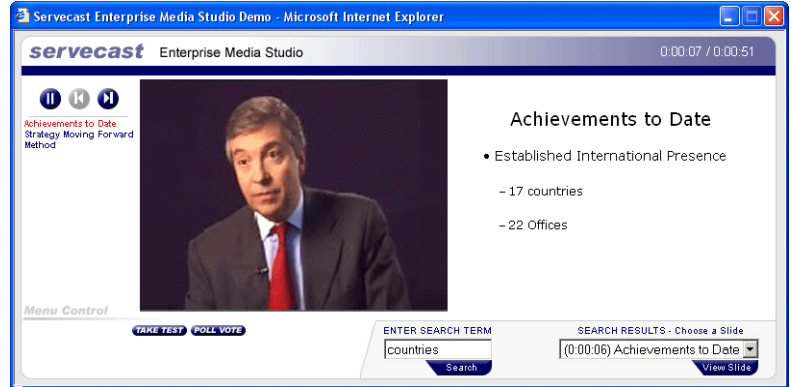 Servecast Enterprise Media Studio Demo - Microsoft Internet Explorer
servecast Enterprise Media Studio
0:00:07 / 0:00:51
Achievements to Date
Strategy Moving Forward
Method
Achievements to Date
• Established International Presence
– 17 countries
– 22 Offices
Menu Control
TAKE TEST POLL VOTE
ENTER SEARCH TERM
countries
Search
SEARCH RESULTS - Choose a Slide
(0:00:06) Achievements to Date
View Slide